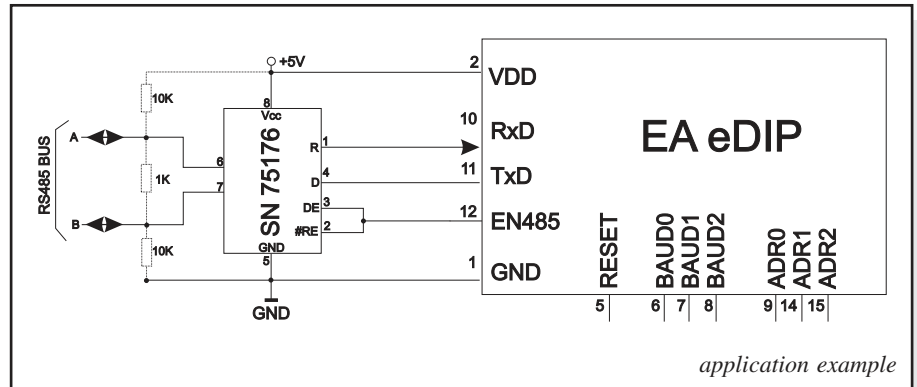 +5V
2
VDD
10K
8
Vcc
10
RxD
EA eDIP
RS485 BUS
A
6
R
1
1K
SN 75176
11
TxD
7
D
4
DE
3
12
EN485
B
#RE
2
10K
GND
5
1
GND
GND
RESET
BAUD0
BAUD1
BAUD2
ADR0
ADR1
ADR2
5
6
7
8
9
14
15
application example